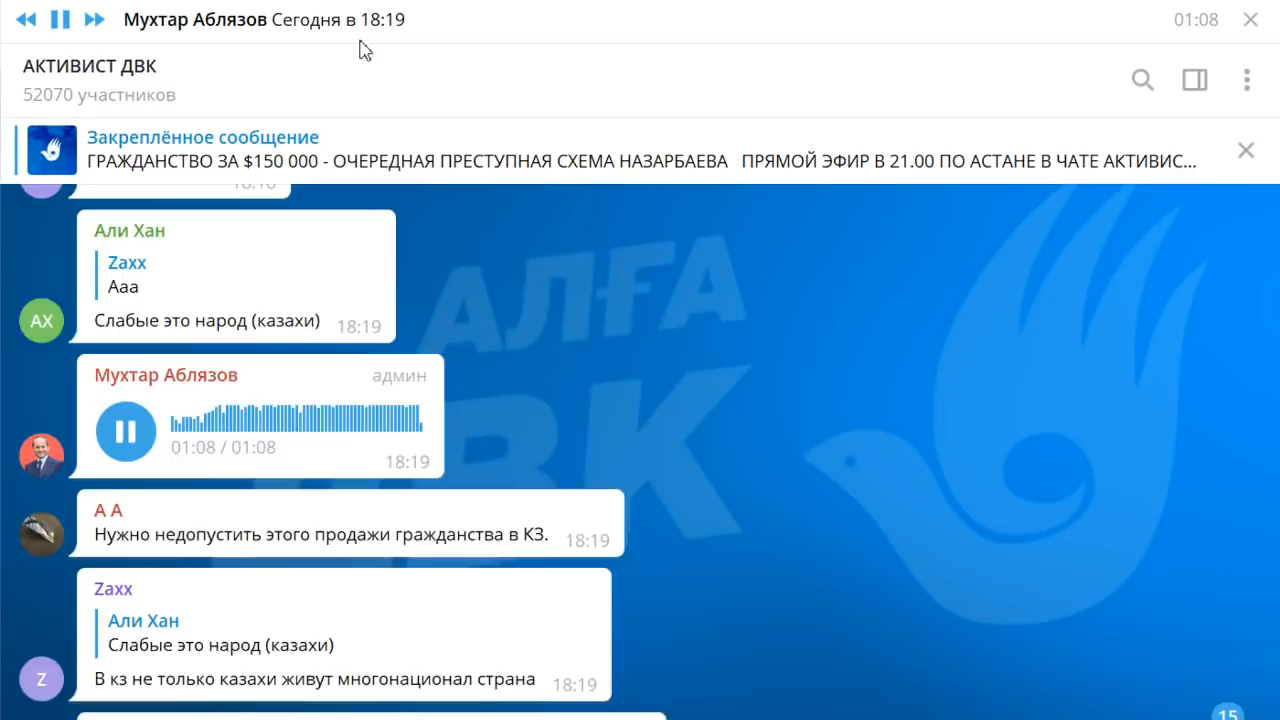 Мухтар Аблязов Сегодня в 18:19
01:08
АКТИВИСТ ДВК
52070 участников
Закреплённое сообщение
ГРАЖДАНСТВО ЗА $150 000 - ОЧЕРЕДНАЯ ПРЕСТУПНАЯ СХЕМА НАЗАРБАЕВА ПРЯМОЙ ЭФИР В 21.00 ПО АСТАНЕ В ЧАТЕ АКТИВИС...
Али Хан
Zaxx
Ааа
АХ
Слабые это народ (казахи) 18:19
АЛҒА
ДВК
Мухтар Аблязов админ
01:08 / 01:08
18:19
А А
Нужно недопустить этого продажи гражданства в КЗ. 18:19
Zaxx
Али Хан
Слабые это народ (казахи)
Z
В кз не только казахи живут многонационал страна 18:19
15